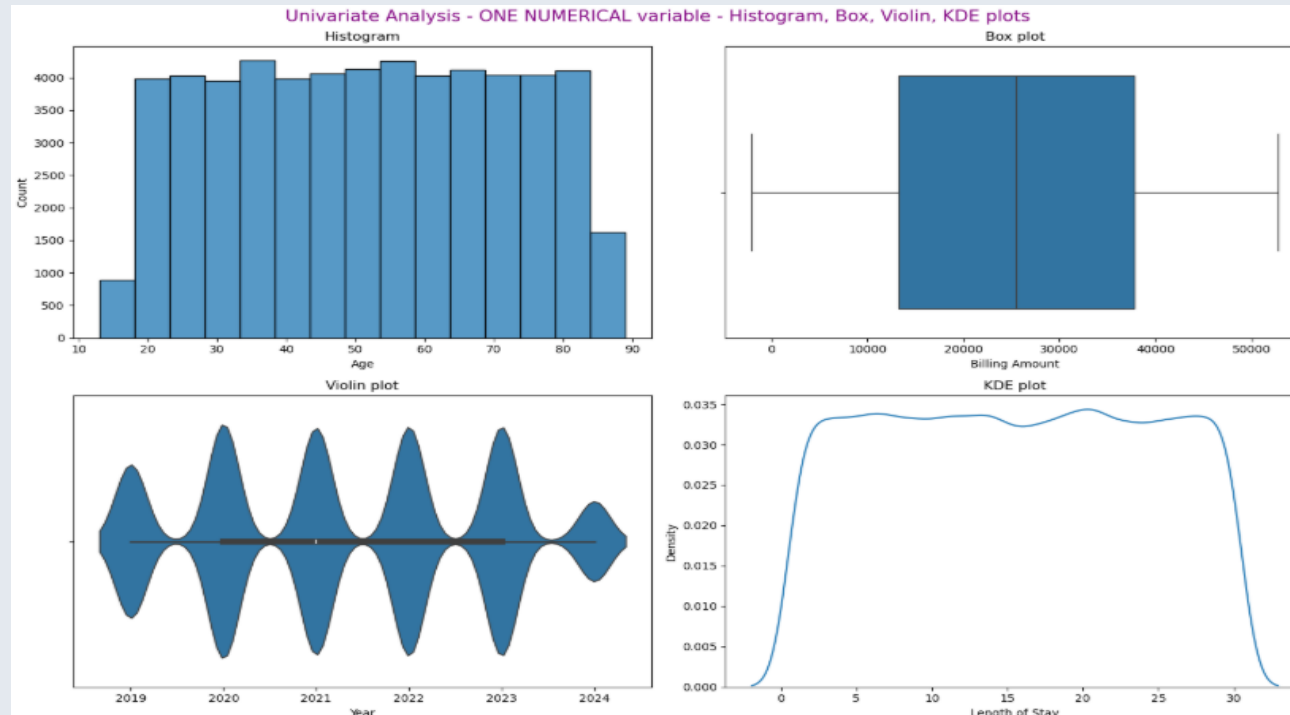 Univariate Analysis - ONE NUMERICAL variable - Histogram, Box, Violin, KDE plots
Histogram
4000
3500
3000
2500
2000
1500
1000
500
0
Count
10 20 30 40 50 60 70 80 90
Age
Box plot
0 10000 20000 30000 40000 50000
Billing Amount
Violin plot
2019 2020 2021 2022 2023 2024
Year
KDE plot
0.035
0.030
0.025
0.020
0.015
0.010
0.005
0.000
Density
0 5 10 15 20 25 30
Length of Stay